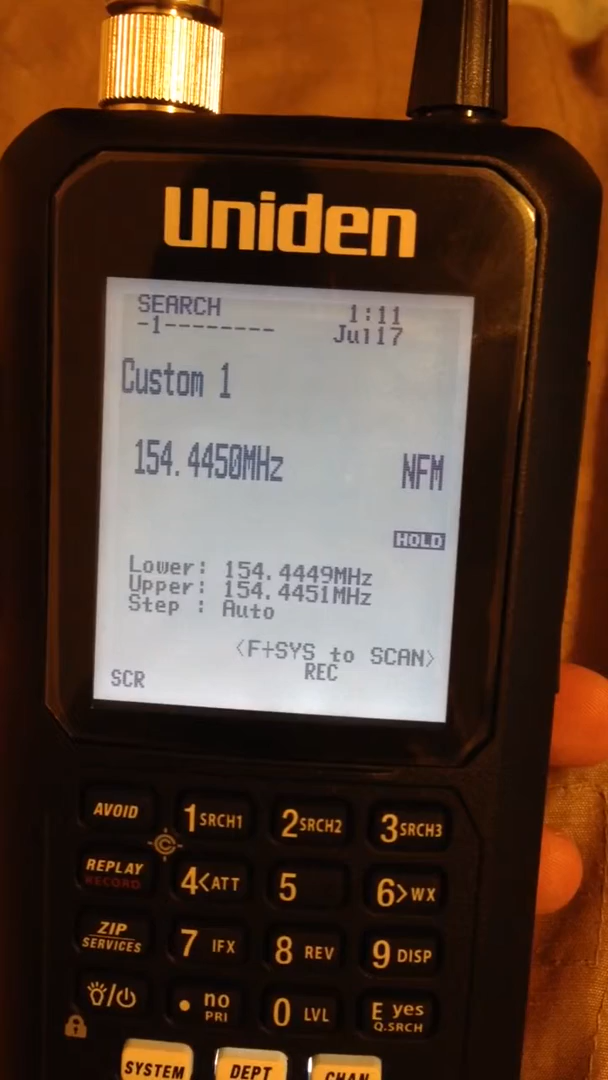 Uniden
SEARCH 1:11
-1-------- Jul17
Custom 1
154.4450MHz NFM
HOLD
Lower: 154.4449MHz
Upper: 154.4451MHz
Step : Auto
<F+SYS to SCAN>
SCR REC
AVOID 1 SRCH1 2 SRCH2 3 SRCH3
REPLAY 4 <ATT 5 6 >WX
RECORD
ZIP 7 IFX 8 REV 9 DISP
SERVICES
. no 0 LVL E yes
PRI Q.SRCH
SYSTEM DEPT CHAN